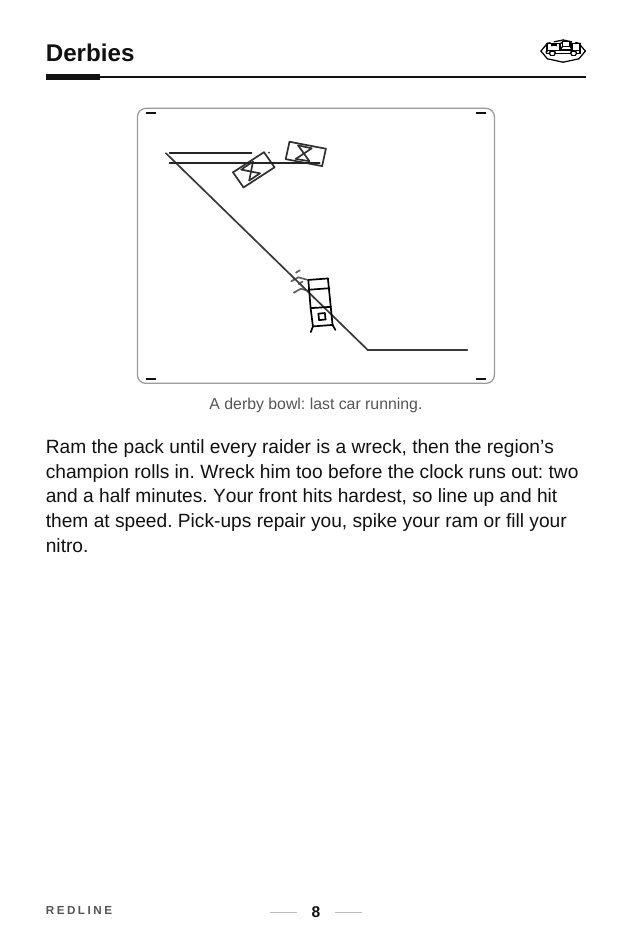 Derbies
A derby bowl: last car running.
Ram the pack until every raider is a wreck, then the region’s
champion rolls in. Wreck him too before the clock runs out: two
and a half minutes. Your front hits hardest, so line up and hit
them at speed. Pick-ups repair you, spike your ram or fill your
nitro.
REDLINE
8